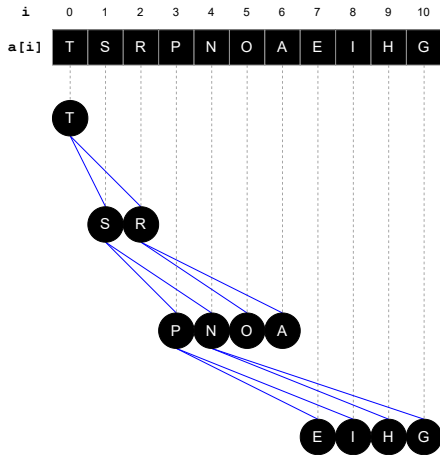 i 0 1 2 3 4 5 6 7 8 9 10
a[i] T S R P N O A E I H G
T
S R
P N O A
E I H G